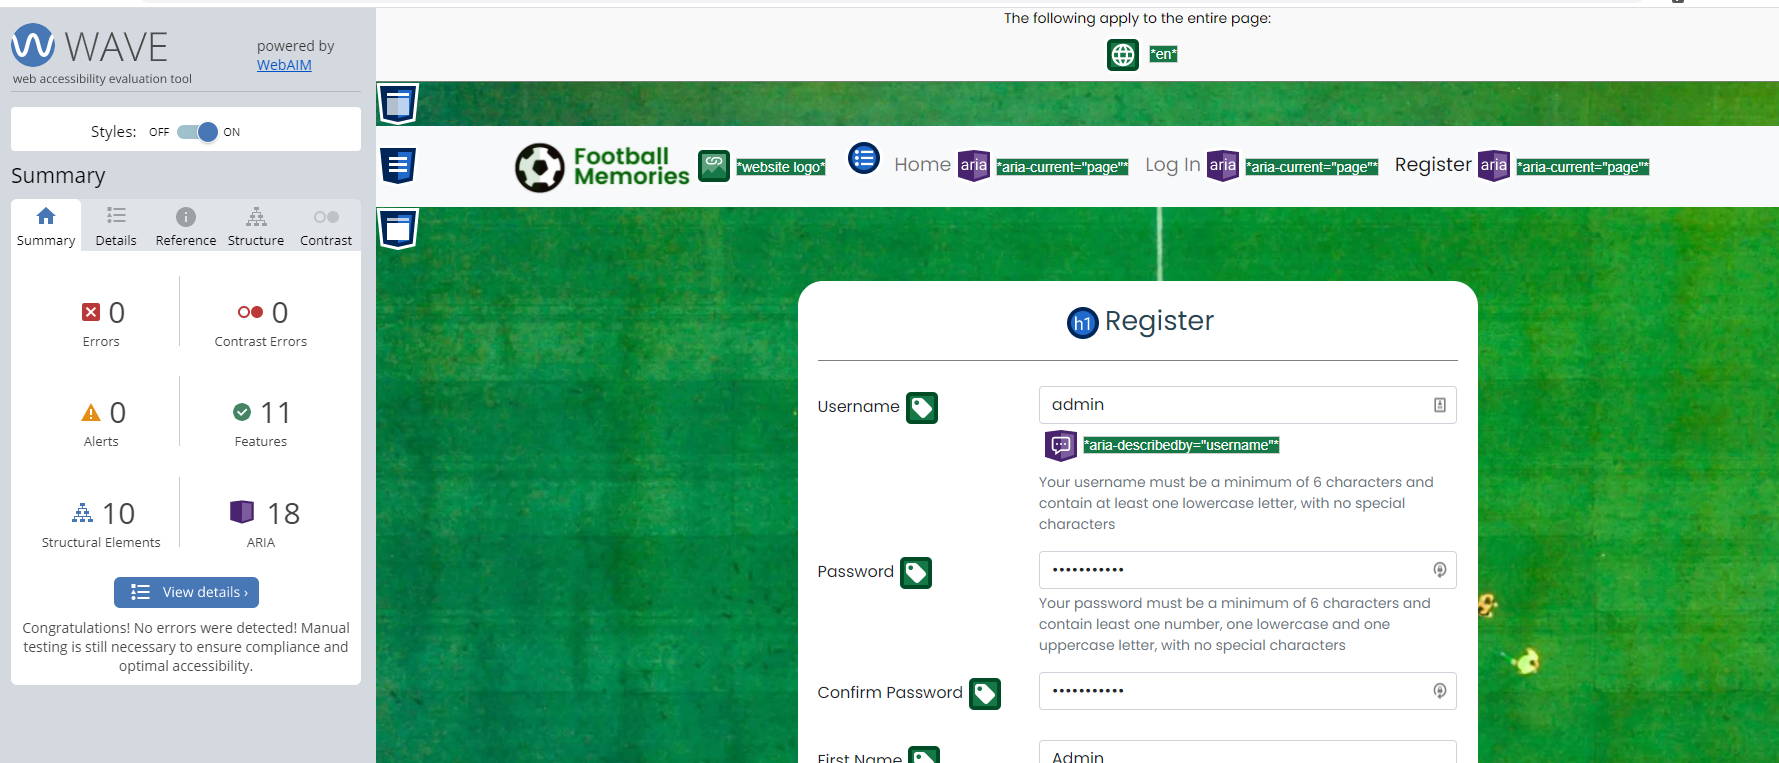 WAVE
web accessibility evaluation tool
powered by
WebAIM
Styles: OFF ON
Summary
Summary Details Reference Structure Contrast
0
Errors
0
Contrast Errors
0
Alerts
11
Features
10
Structural Elements
18
ARIA
View details ›
Congratulations! No errors were detected! Manual
testing is still necessary to ensure compliance and
optimal accessibility.
The following apply to the entire page:
*en*
Football
Memories
*website logo*
Home aria *aria-current="page"* Log In aria *aria-current="page"* Register aria *aria-current="page"*
h1 Register
Username admin
*aria-describedby="username"*
Your username must be a minimum of 6 characters and
contain at least one lowercase letter, with no special
characters
Password •••••••••••
Your password must be a minimum of 6 characters and
contain least one number, one lowercase and one
uppercase letter, with no special characters
Confirm Password •••••••••••
First Name Admin